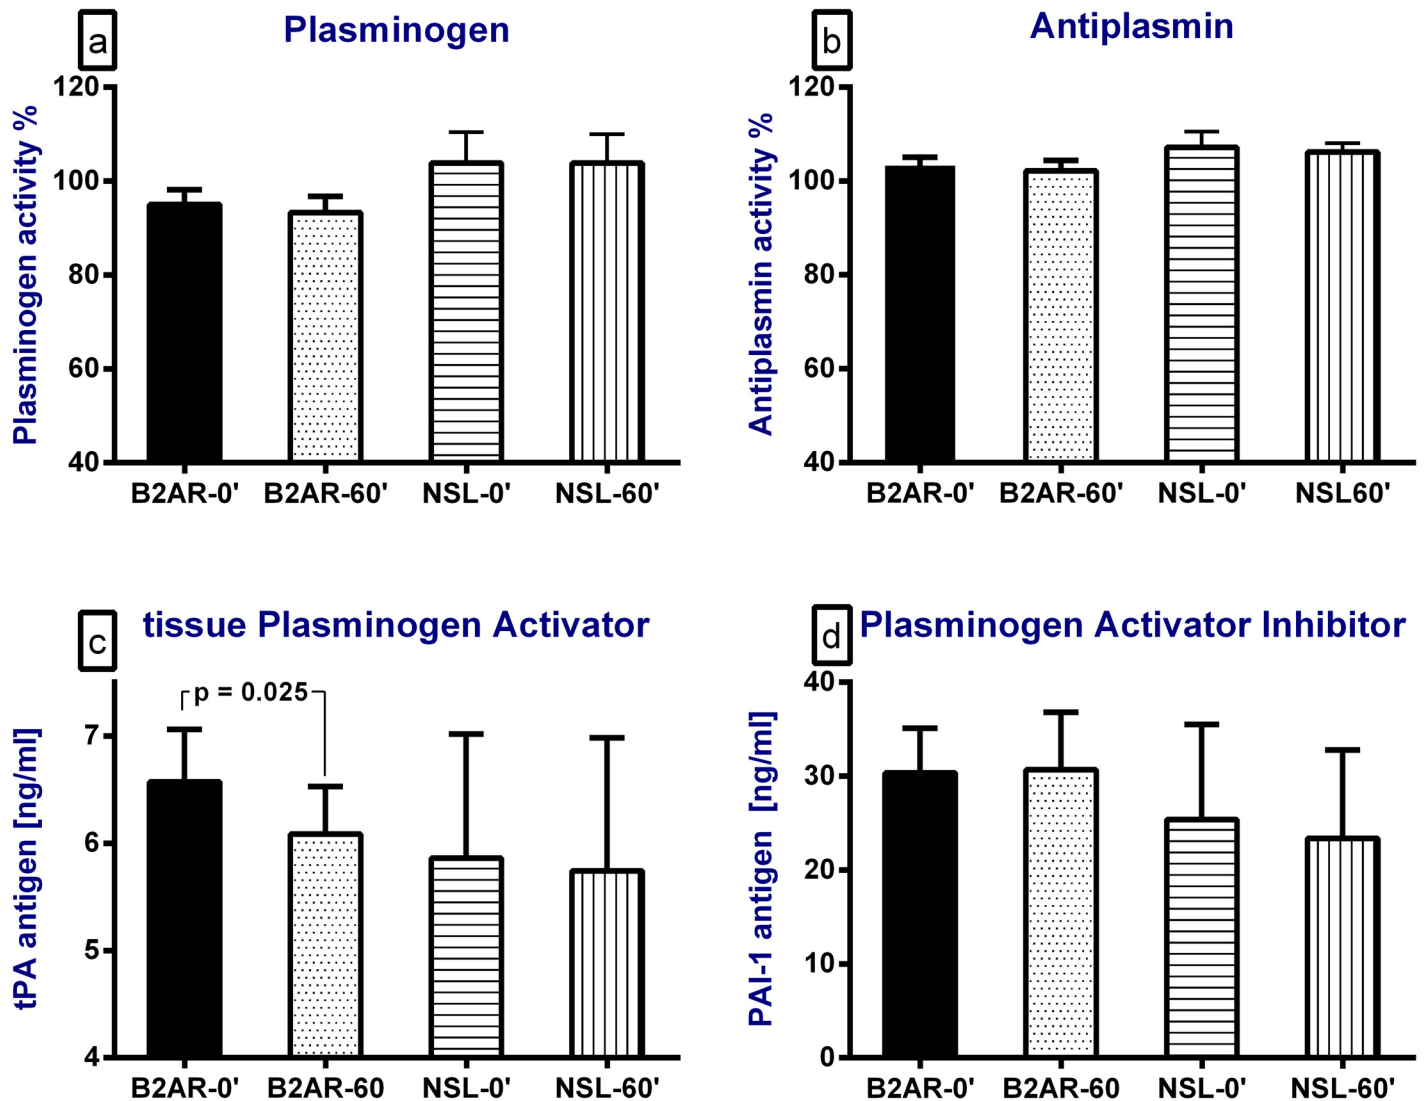 a
Plasminogen
Plasminogen activity %
120
100
80
60
40
B2AR-0' B2AR-60' NSL-0' NSL-60'
b
Antiplasmin
Antiplasmin activity %
120
100
80
60
40
B2AR-0' B2AR-60' NSL-0' NSL60'
c
tissue Plasminogen Activator
tPA antigen [ng/ml]
p = 0.025
7
6
5
4
B2AR-0' B2AR-60 NSL-0' NSL-60'
d
Plasminogen Activator Inhibitor
PAI-1 antigen [ng/ml]
40
30
20
10
0
B2AR-0' B2AR-60 NSL-0' NSL-60'